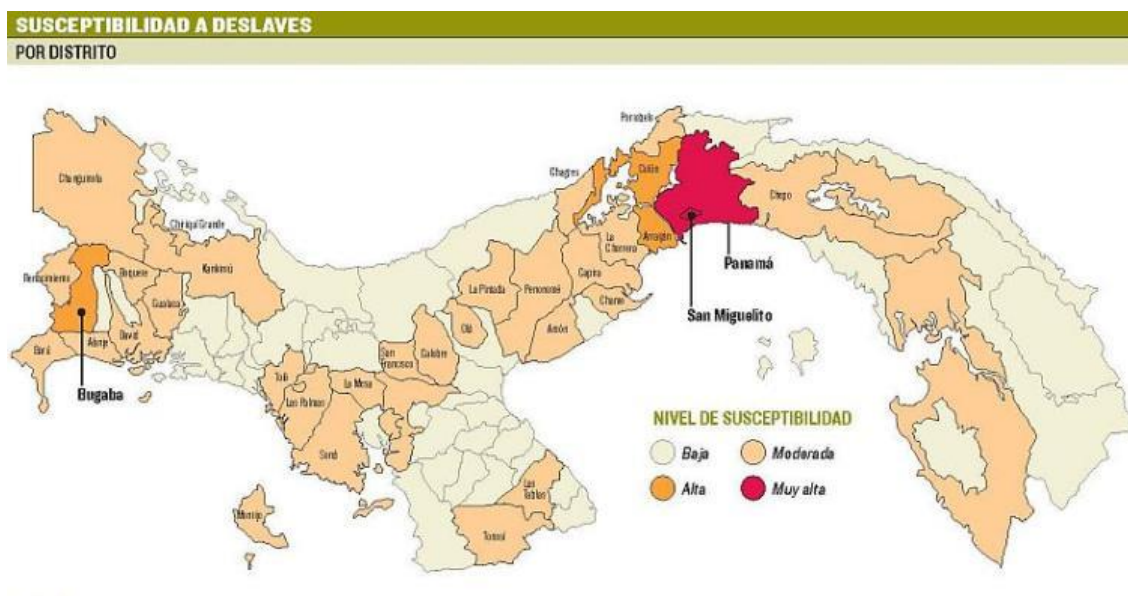 SUSCEPTIBILIDAD A DESLAVES
POR DISTRITO
Portobelo
Changuinola
Chagres
Colón
Chepo
Chiriquí Grande
La Chorrera
Arraiján
Renacimiento
Boquete
Kankintú
Panamá
Gualaca
La Pintada
Penonomé
Capira
Chame
San Miguelito
Barú
Alanje
David
Olá
Antón
Bugaba
San Francisco
Calobre
Tolé
La Mesa
Las Palmas
NIVEL DE SUSCEPTIBILIDAD
Baja
Moderada
Soná
Alta
Muy alta
Las
Tablas
Montijo
Tonosí